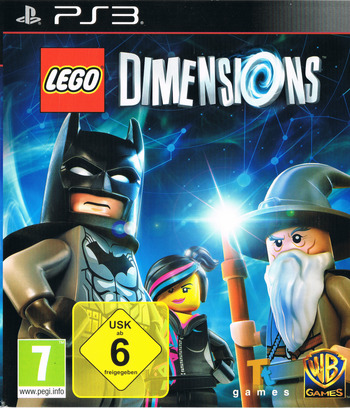 PS3
LEGO
DIMENSIONS
USK
ab
6
freigegeben
7
www.pegi.info
games
WB
GAMES